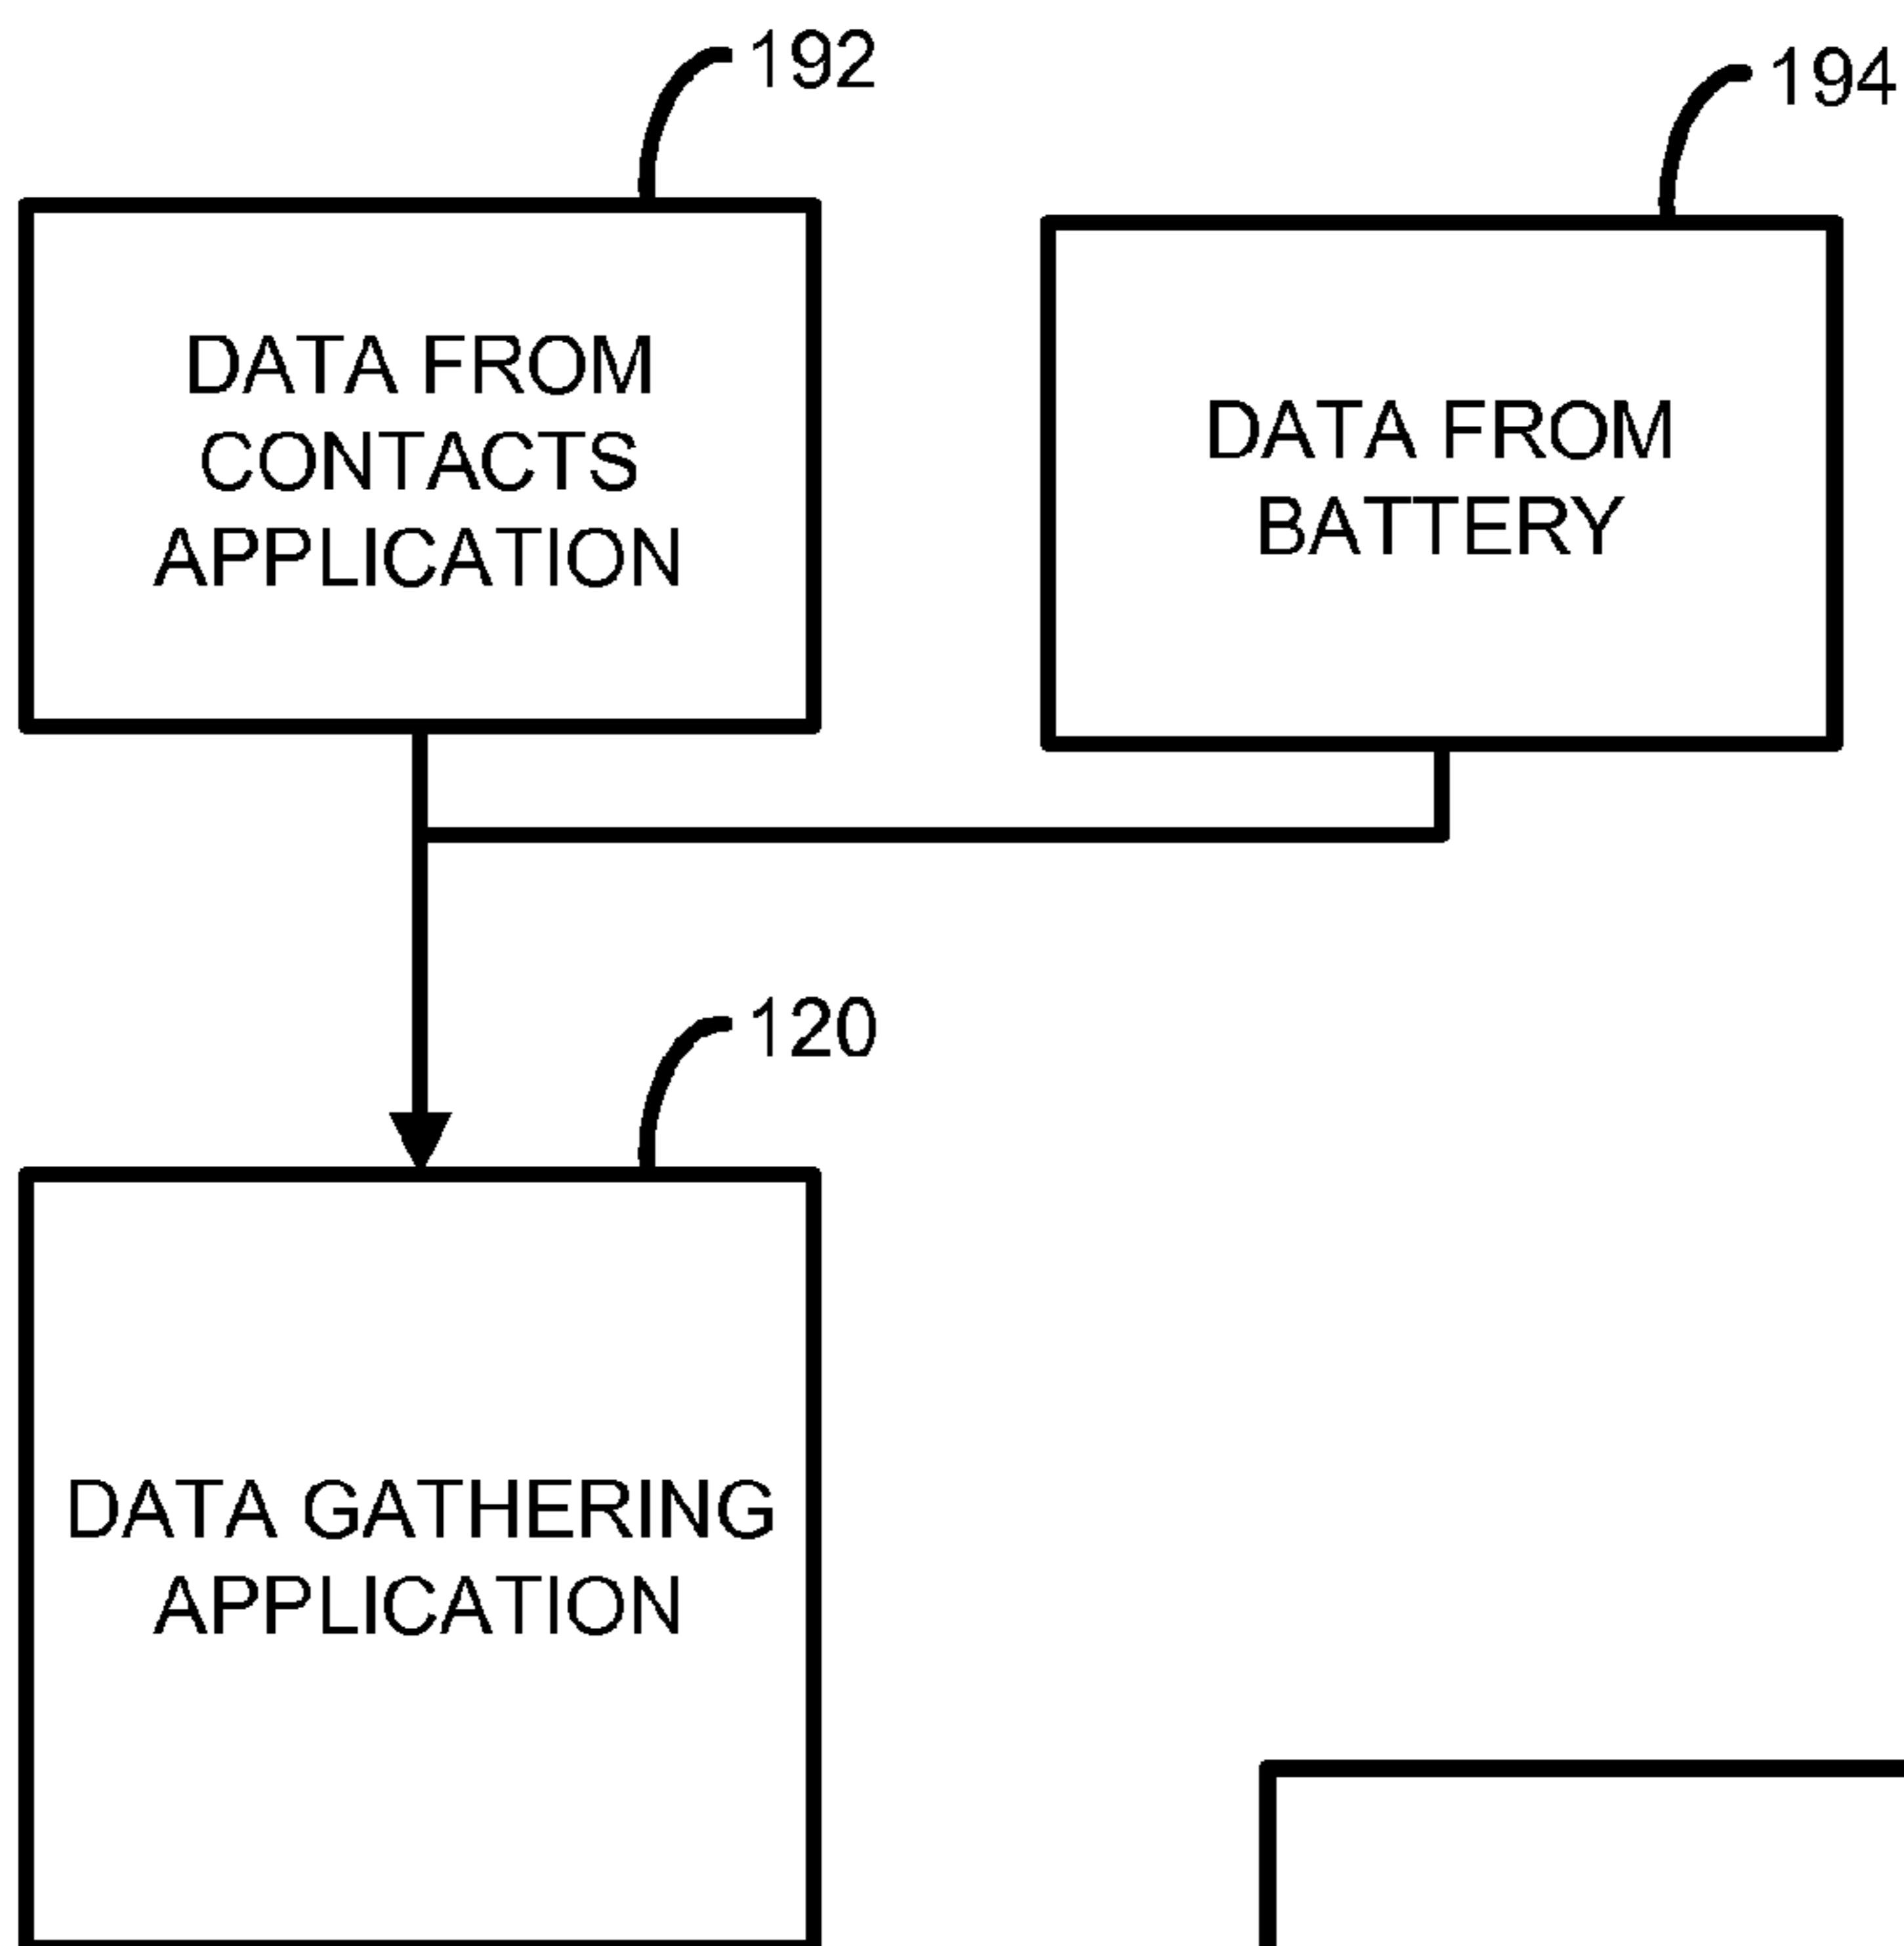 192
194
DATA FROM
CONTACTS
APPLICATION
DATA FROM
BATTERY
120
DATA GATHERING
APPLICATION